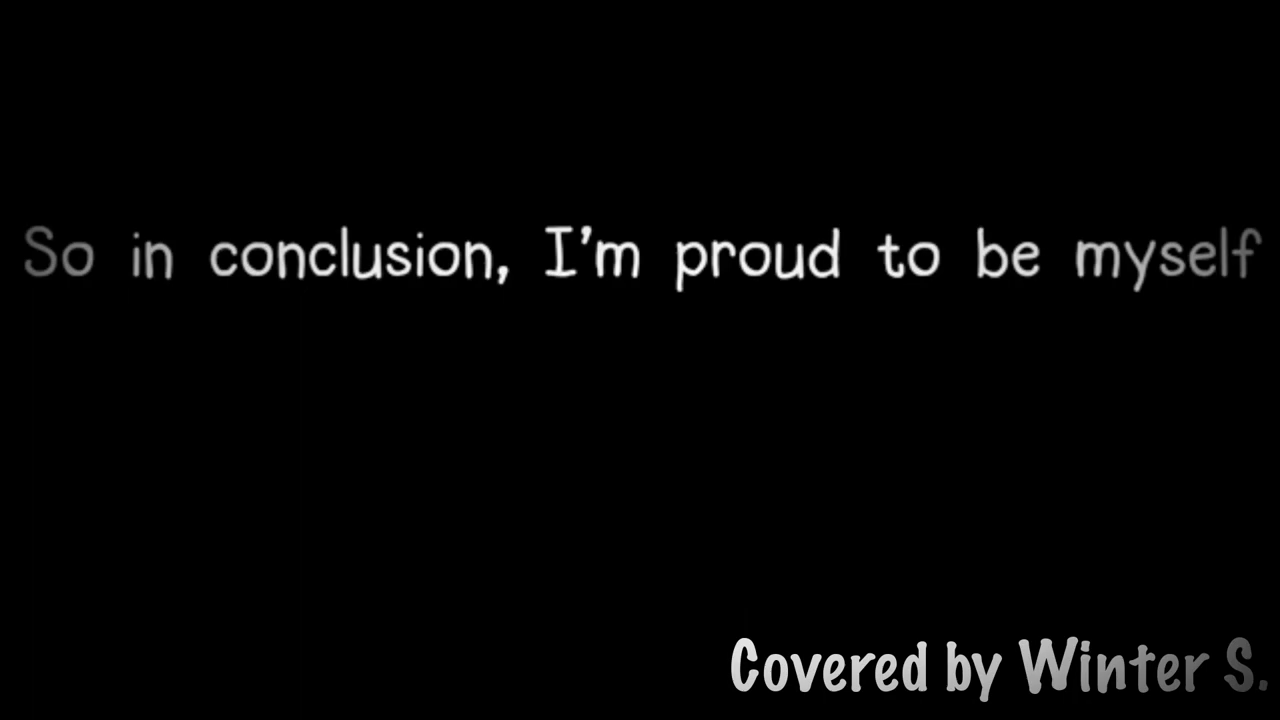 So in conclusion, I'm proud to be myself
Covered by Winter S.